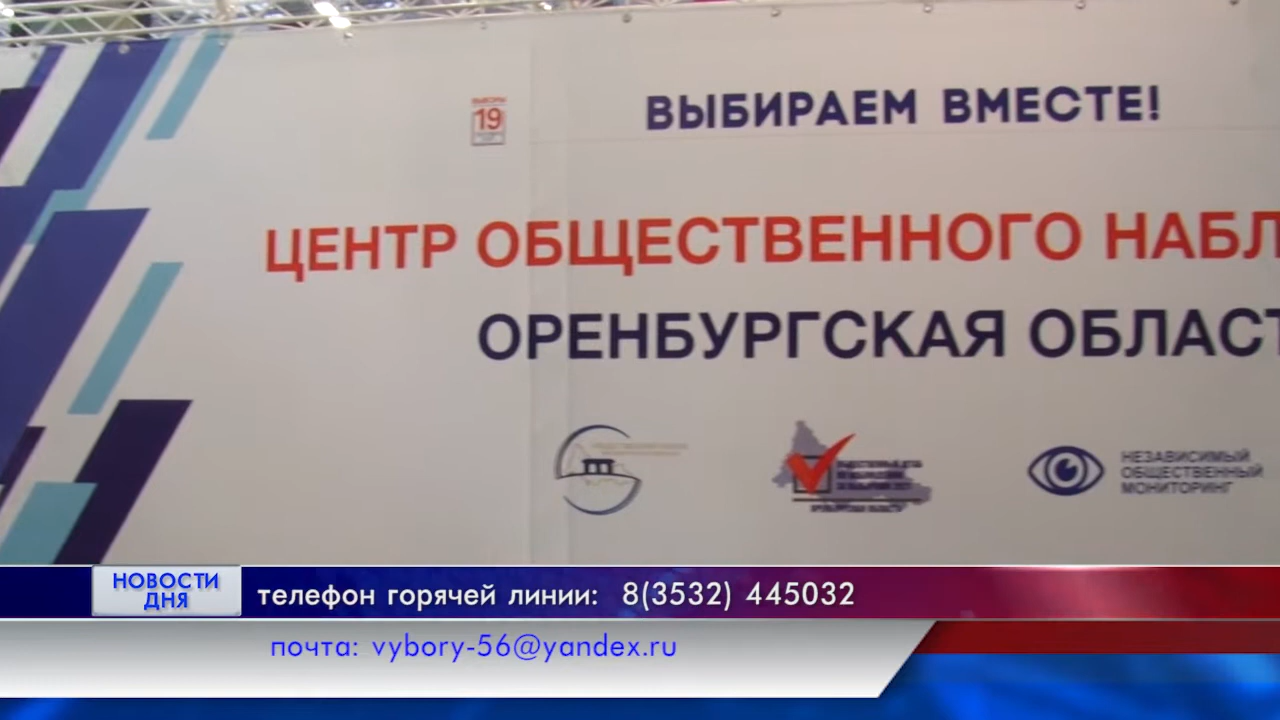 ВЫБИРАЕМ ВМЕСТЕ!
19
ЦЕНТР ОБЩЕСТВЕННОГО НАБЛ
ОРЕНБУРГСКАЯ ОБЛАСТ
НЕЗАВИСИМЫЙ
ОБЩЕСТВЕННЫЙ
МОНИТОРИНГ
НОВОСТИ
ДНЯ
телефон горячей линии: 8(3532) 445032
почта: vybory-56@yandex.ru